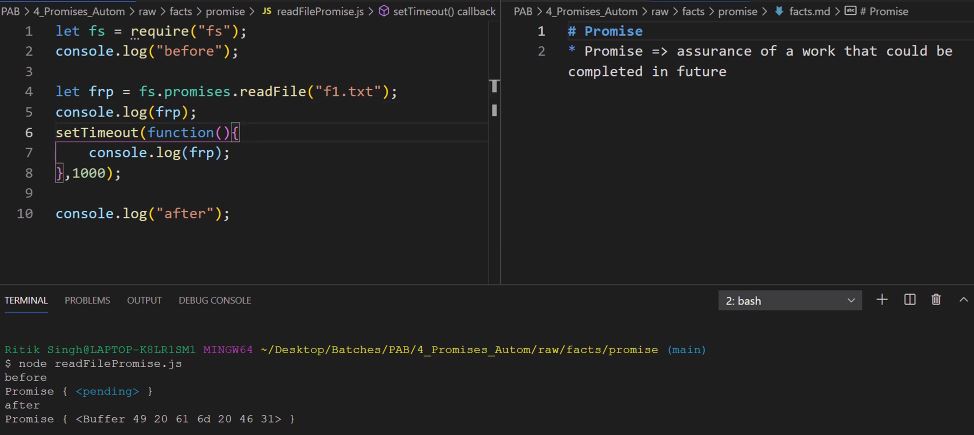 PAB > 4_Promises_Autom > raw > facts > promise > JS readFilePromise.js > setTimeout() callback
1 let fs = require("fs");
2 console.log("before");
3
4 let frp = fs.promises.readFile("f1.txt");
5 console.log(frp);
6 setTimeout(function(){
7 console.log(frp);
8 },1000);
9
10 console.log("after");
PAB > 4_Promises_Autom > raw > facts > promise > facts.md > abc # Promise
1 # Promise
2 * Promise => assurance of a work that could be
completed in future
TERMINAL PROBLEMS OUTPUT DEBUG CONSOLE 2: bash
Ritik Singh@LAPTOP-K8LR1SM1 MINGW64 ~/Desktop/Batches/PAB/4_Promises_Autom/raw/facts/promise (main)
$ node readFilePromise.js
before
Promise { <pending> }
after
Promise { <Buffer 49 20 61 6d 20 46 31> }